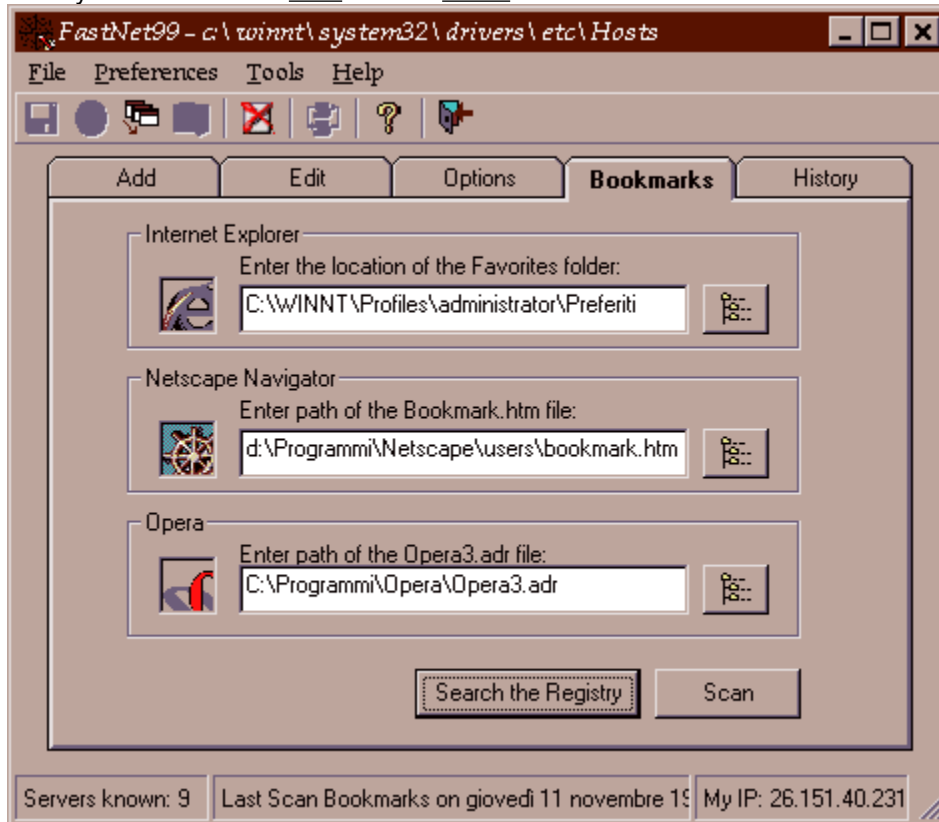 FastNet99 - c:\winnt\system32\drivers\etc\Hosts
File Preferences Tools Help
Add Edit Options Bookmarks History
Internet Explorer
Enter the location of the Favorites folder:
C:\WINNT\Profiles\administrator\Preferiti
Netscape Navigator
Enter path of the Bookmark.htm file:
d:\Programmi\Netscape\users\bookmark.htm
Opera
Enter path of the Opera3.adr file:
C:\Programmi\Opera\Opera3.adr
Search the Registry Scan
Servers known: 9 Last Scan Bookmarks on giovedì 11 novembre 19 My IP: 26.151.40.231